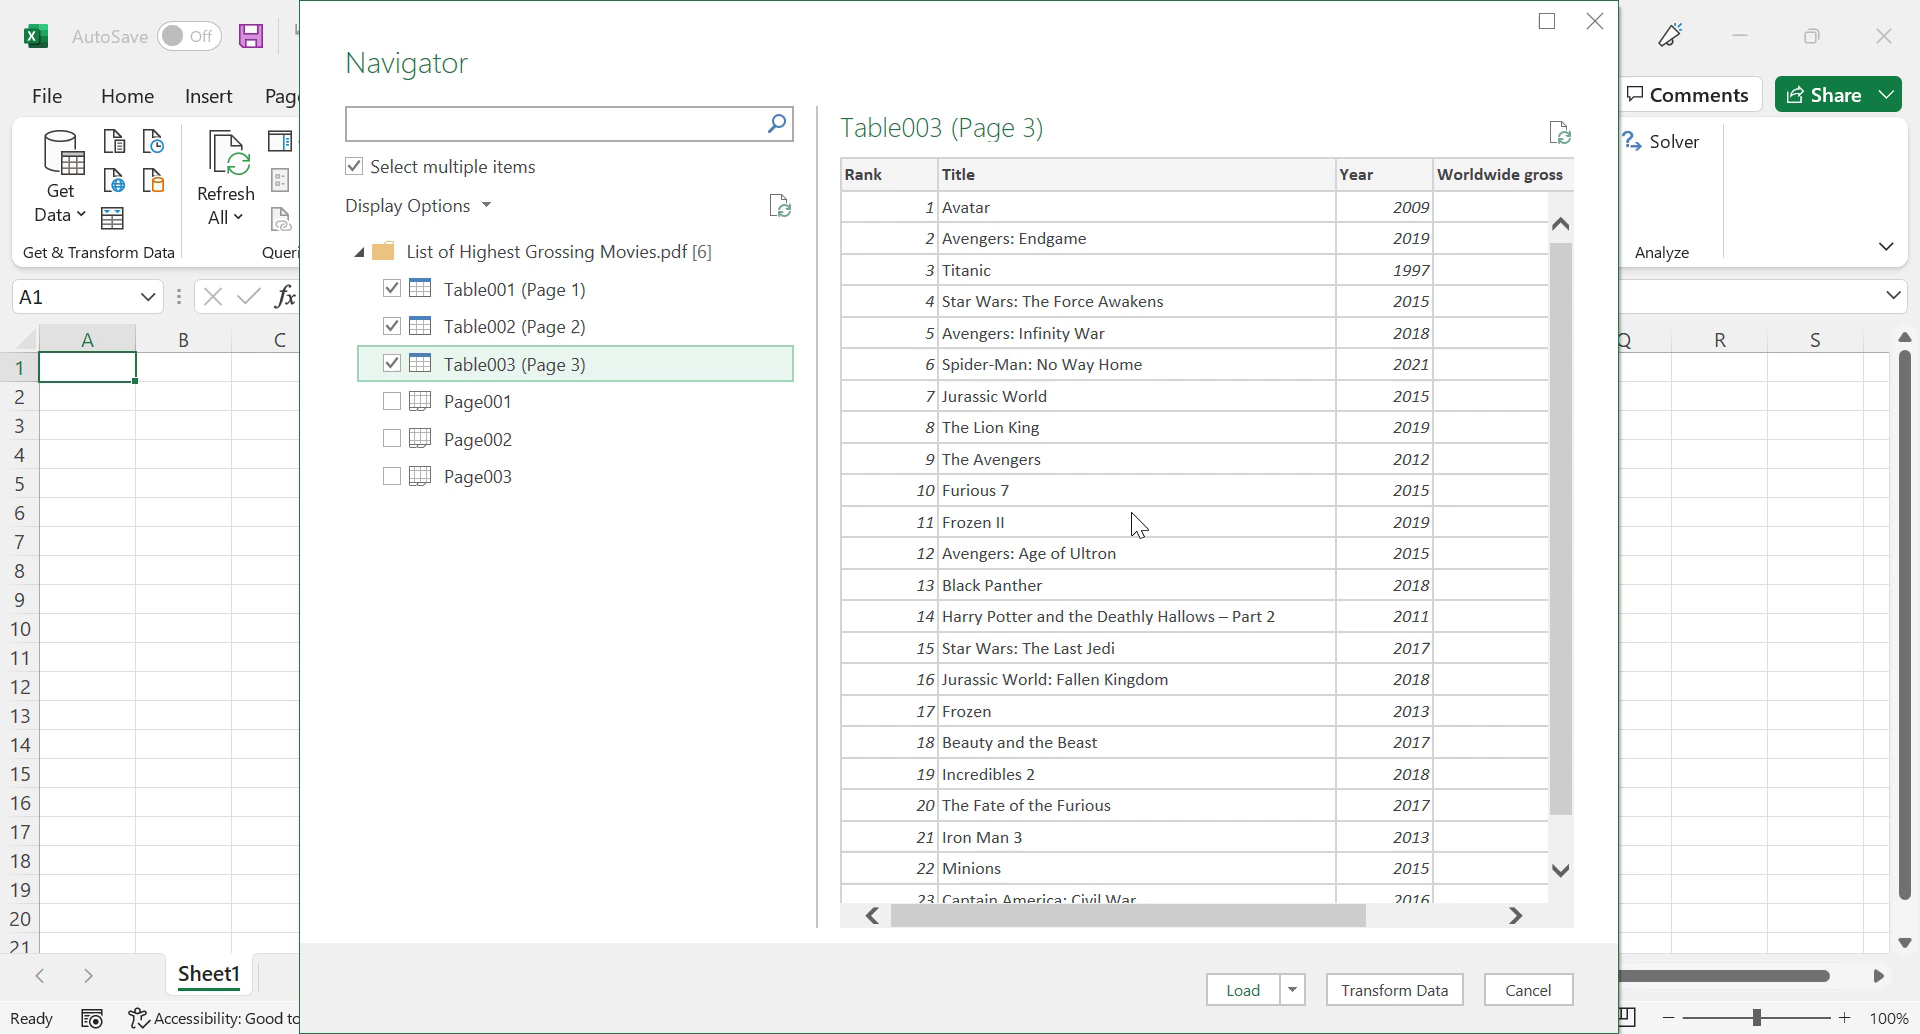 AutoSave Off
File Home Insert Page
Comments Share
Get Data
Refresh All
Get & Transform Data
Queri
Solver
Analyze
A1
fx
A B C Q R S
1
2
3
4
5
6
7
8
9
10
11
12
13
14
15
16
17
18
19
20
21
Sheet1
Ready
Accessibility: Good to
100%
Navigator
Select multiple items
Display Options
List of Highest Grossing Movies.pdf [6]
Table001 (Page 1)
Table002 (Page 2)
Table003 (Page 3)
Page001
Page002
Page003
Table003 (Page 3)
Rank Title Year Worldwide gross
1 Avatar 2009
2 Avengers: Endgame 2019
3 Titanic 1997
4 Star Wars: The Force Awakens 2015
5 Avengers: Infinity War 2018
6 Spider-Man: No Way Home 2021
7 Jurassic World 2015
8 The Lion King 2019
9 The Avengers 2012
10 Furious 7 2015
11 Frozen II 2019
12 Avengers: Age of Ultron 2015
13 Black Panther 2018
14 Harry Potter and the Deathly Hallows – Part 2 2011
15 Star Wars: The Last Jedi 2017
16 Jurassic World: Fallen Kingdom 2018
17 Frozen 2013
18 Beauty and the Beast 2017
19 Incredibles 2 2018
20 The Fate of the Furious 2017
21 Iron Man 3 2013
22 Minions 2015
23 Captain America: Civil War 2016
Load Transform Data Cancel